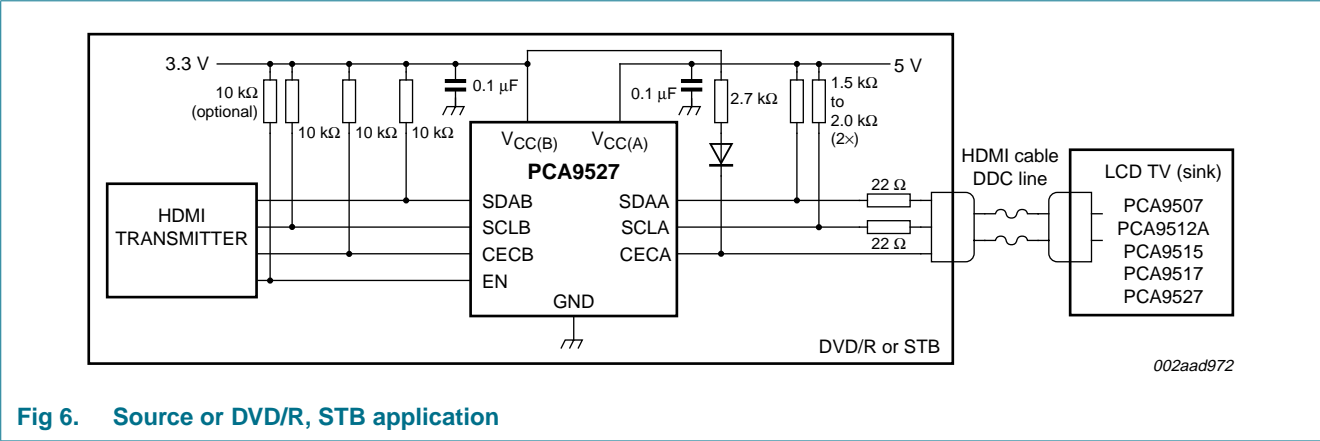 3.3 V
5 V
10 kΩ
(optional)
10 kΩ
10 kΩ
10 kΩ
0.1 μF
0.1 μF
2.7 kΩ
1.5 kΩ
to
2.0 kΩ
(2×)
VCC(B)
VCC(A)
PCA9527
SDAB
SCLB
CECB
EN
SDAA
SCLA
CECA
GND
HDMI
TRANSMITTER
22 Ω
22 Ω
HDMI cable
DDC line
LCD TV (sink)
PCA9507
PCA9512A
PCA9515
PCA9517
PCA9527
DVD/R or STB
002aad972
Fig 6. Source or DVD/R, STB application